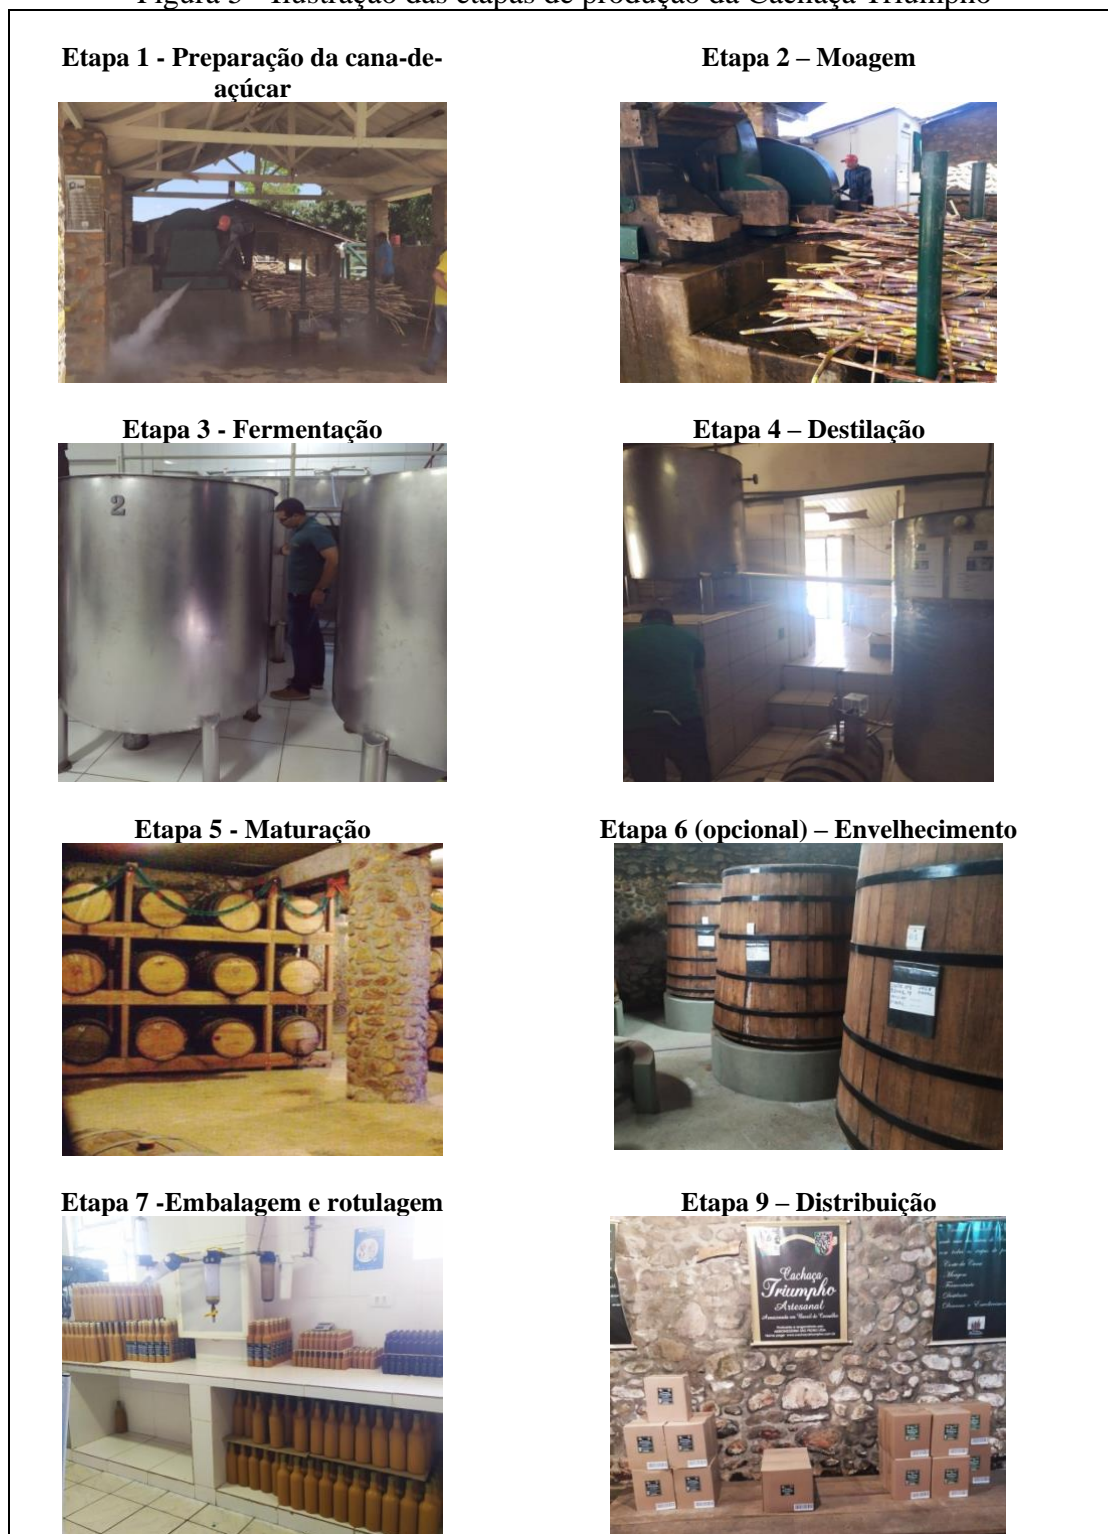 Figura 3 - Ilustração das etapas de produção da Cachaça Triumpho
Etapa 1 - Preparação da cana-de-
açúcar
Etapa 2 – Moagem
Etapa 3 - Fermentação
2
Etapa 4 – Destilação
Etapa 5 - Maturação
Etapa 6 (opcional) – Envelhecimento
Etapa 7 -Embalagem e rotulagem
Etapa 9 – Distribuição
Cachaça
Triumpho
Artesanal